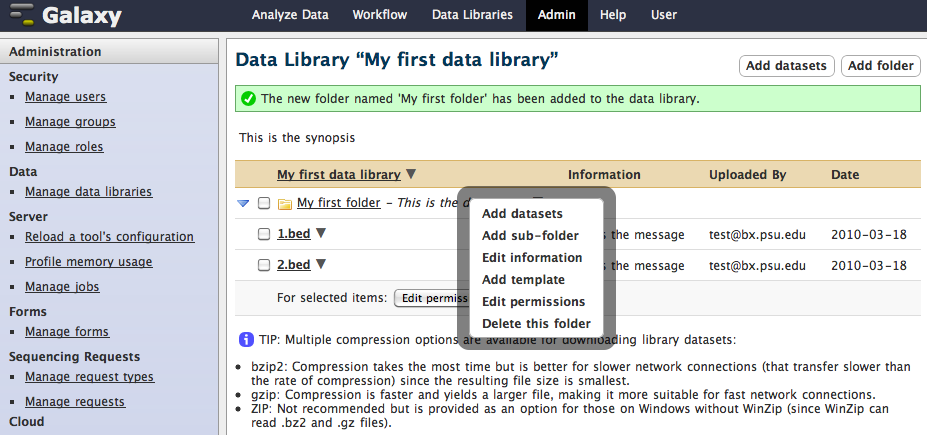 Galaxy
Analyze Data Workflow Data Libraries Admin Help User
Administration
Security
Manage users
Manage groups
Manage roles
Data
Manage data libraries
Server
Reload a tool's configuration
Profile memory usage
Manage jobs
Forms
Manage forms
Sequencing Requests
Manage request types
Manage requests
Cloud
Data Library “My first data library”
Add datasets Add folder
The new folder named 'My first folder' has been added to the data library.
This is the synopsis
My first data library Information Uploaded By Date
My first folder – This is the d
1.bed s the message test@bx.psu.edu 2010-03-18
2.bed s the message test@bx.psu.edu 2010-03-18
For selected items: Edit permiss
Add datasets
Add sub-folder
Edit information
Add template
Edit permissions
Delete this folder
TIP: Multiple compression options are available for downloading library datasets:
• bzip2: Compression takes the most time but is better for slower network connections (that transfer slower than
the rate of compression) since the resulting file size is smallest.
• gzip: Compression is faster and yields a larger file, making it more suitable for fast network connections.
• ZIP: Not recommended but is provided as an option for those on Windows without WinZip (since WinZip can
read .bz2 and .gz files).